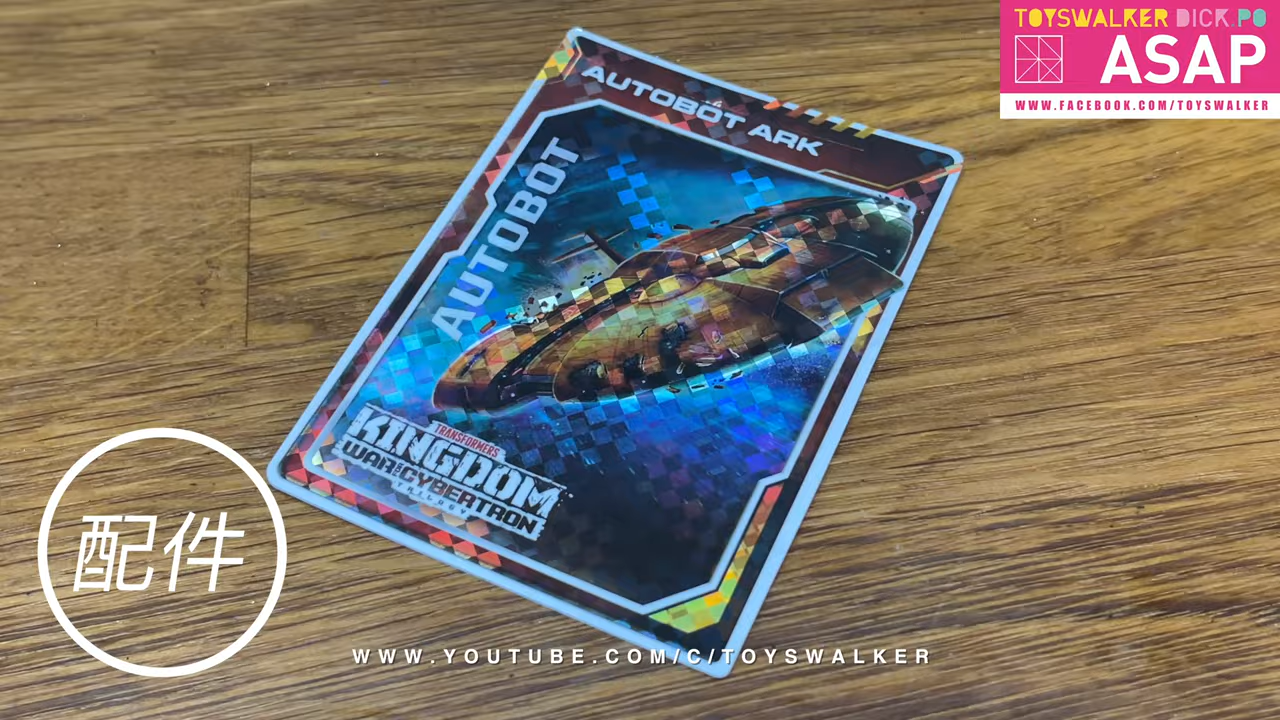 TOYSWALKER DICK.PO
ASAP
WWW.FACEBOOK.COM/TOYSWALKER
AUTOBOT ARK
AUTOBOT
TRANSFORMERS
KINGDOM
WAR FOR CYBERTRON
TRILOGY
配件
WWW.YOUTUBE.COM/C/TOYSWALKER